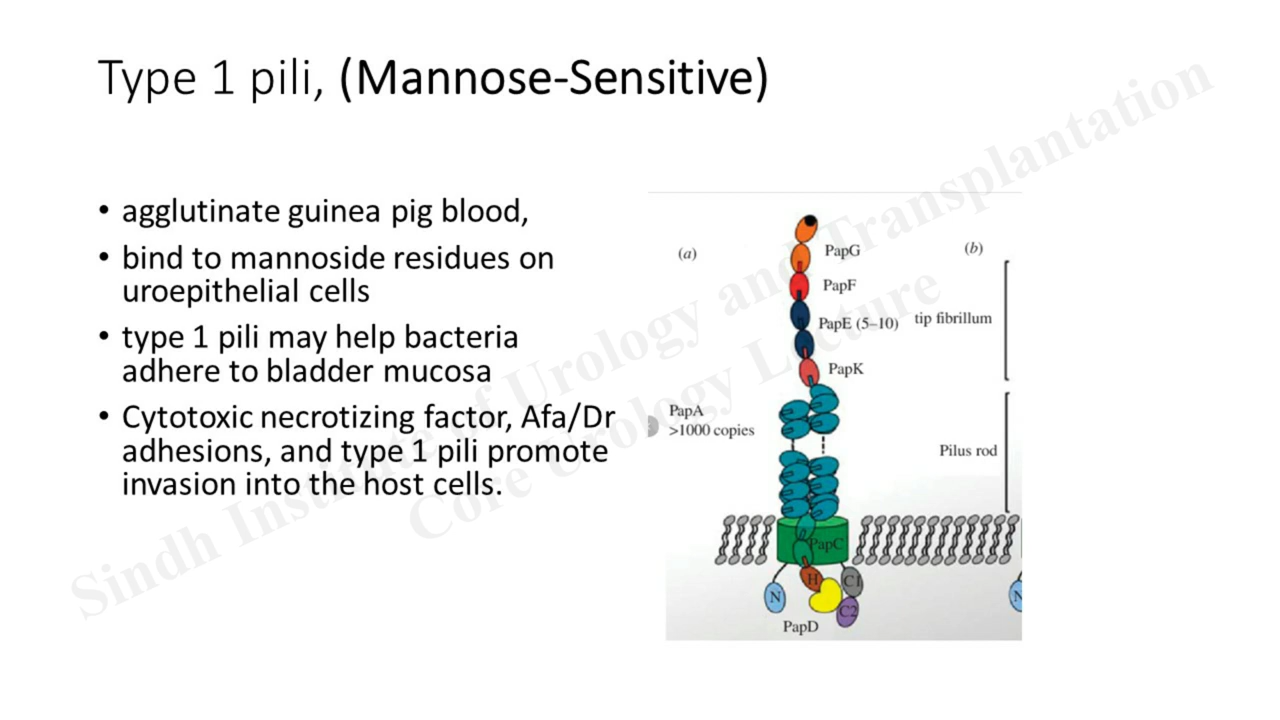 Type 1 pili, (Mannose-Sensitive)
• agglutinate guinea pig blood,
• bind to mannoside residues on
uroepithelial cells
• type 1 pili may help bacteria
adhere to bladder mucosa
• Cytotoxic necrotizing factor, Afa/Dr
adhesions, and type 1 pili promote
invasion into the host cells.
(a)
(b)
PapG
PapF
PapE (5–10)
tip fibrillum
PapK
PapA
>1000 copies
Pilus rod
PapC
H
C1
N
C2
PapD
N
Sindh Institute of Urology and Transplantation
Core Urology Lecture